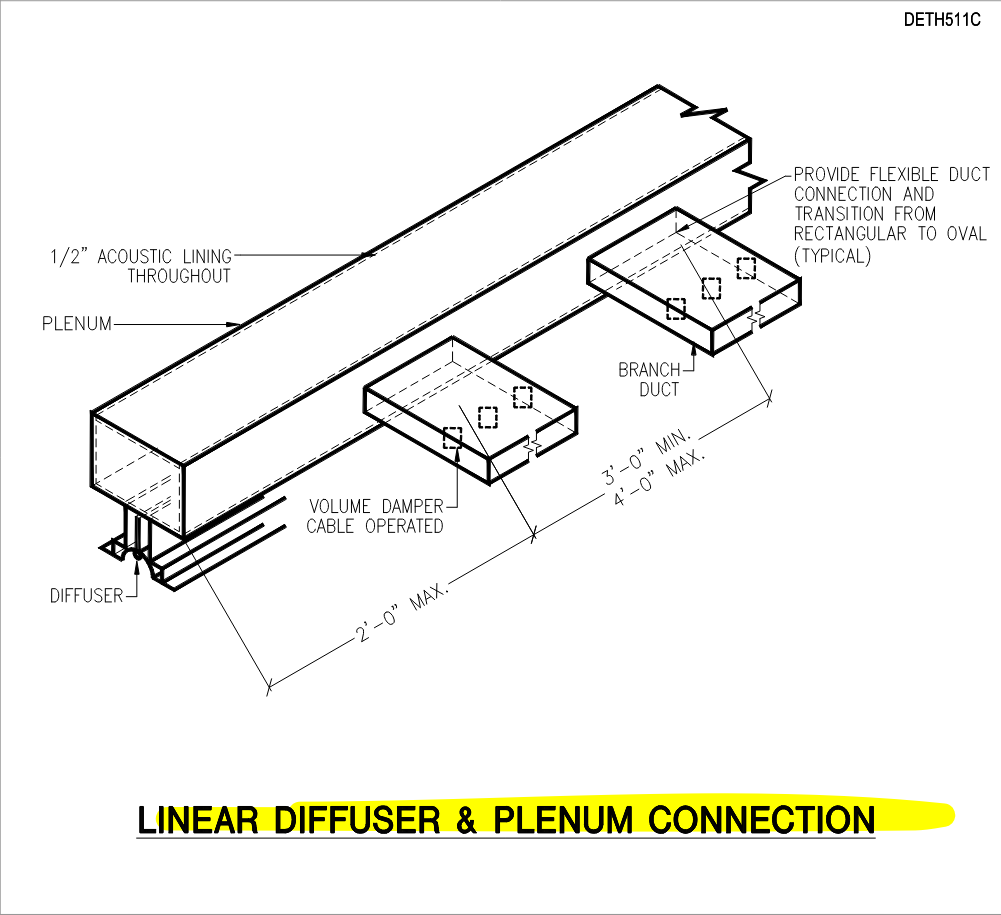 DETH511C
PROVIDE FLEXIBLE DUCT
CONNECTION AND
TRANSITION FROM
RECTANGULAR TO OVAL
(TYPICAL)
1/2" ACOUSTIC LINING
THROUGHOUT
PLENUM
BRANCH
DUCT
3'-0" MIN.
4'-0" MAX.
VOLUME DAMPER
CABLE OPERATED
DIFFUSER
2'-0" MAX.
LINEAR DIFFUSER & PLENUM CONNECTION